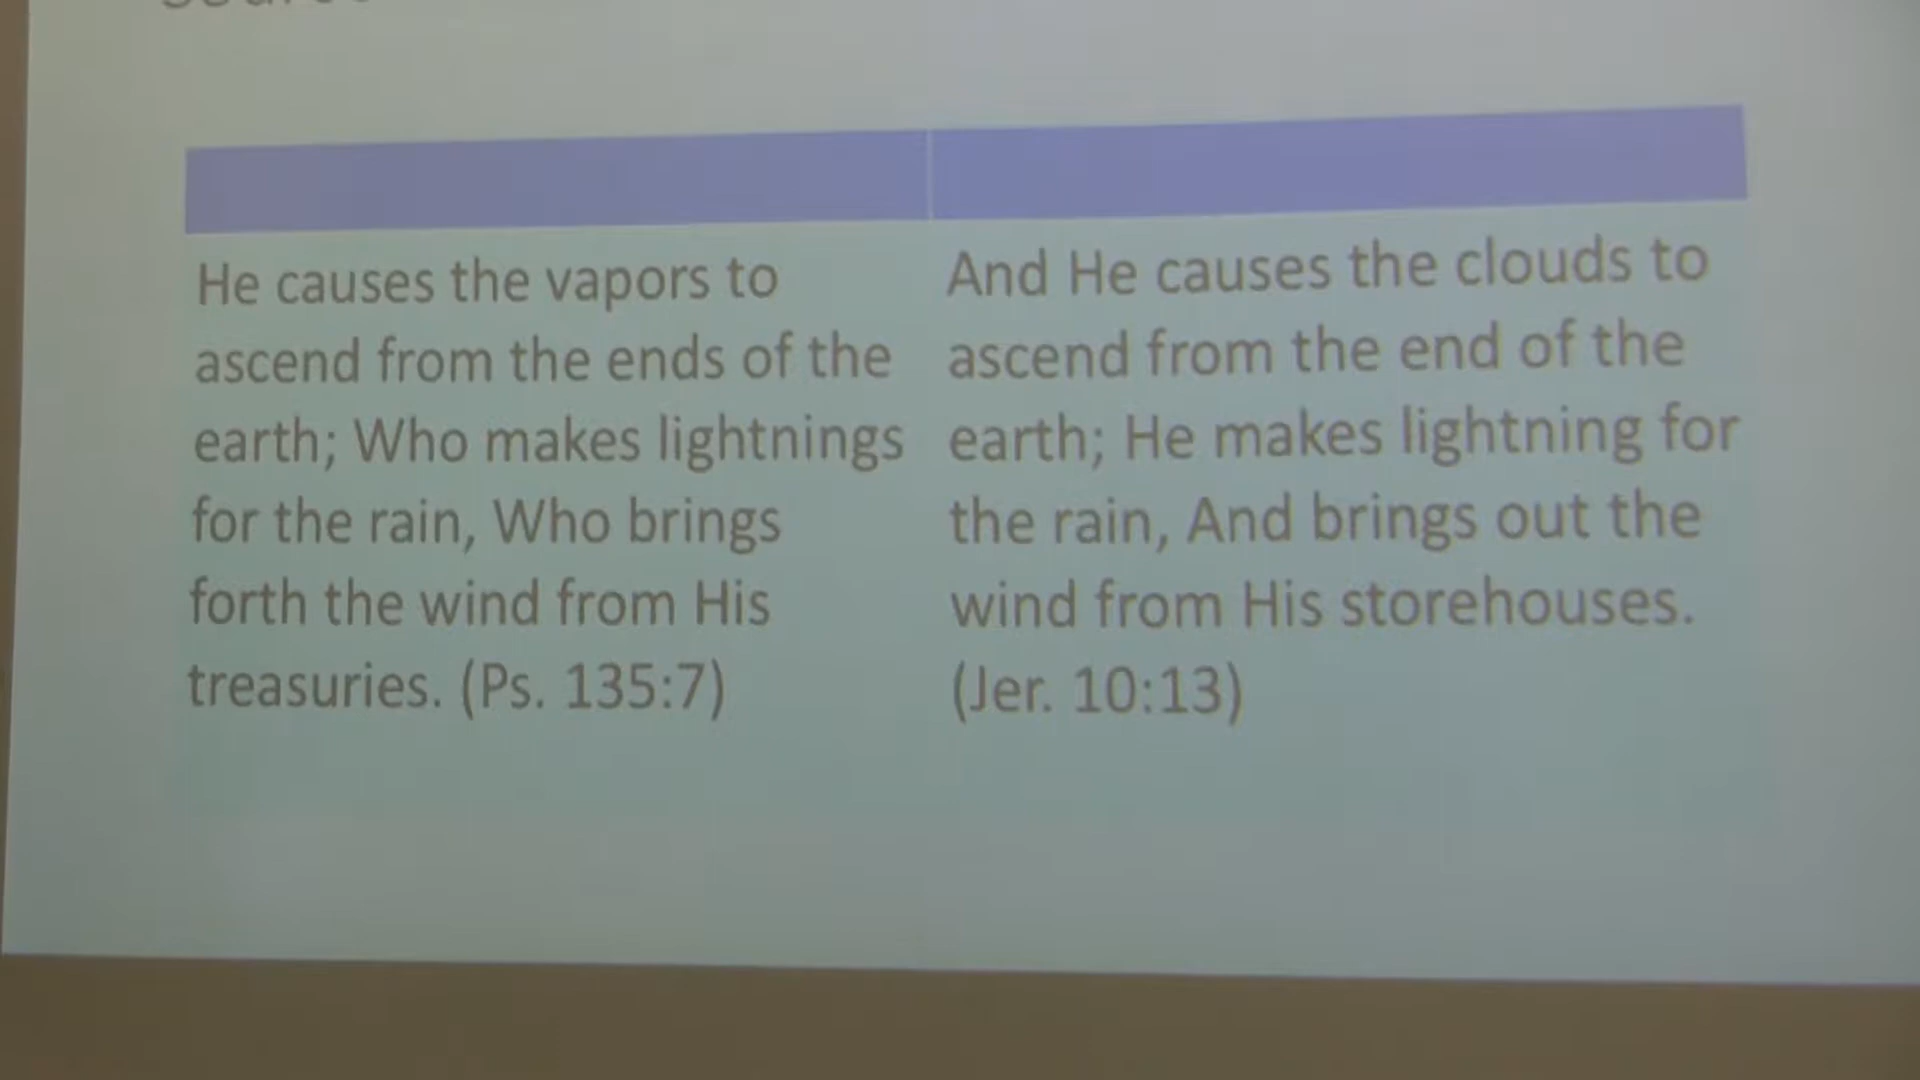 He causes the vapors to
ascend from the ends of the
earth; Who makes lightnings
for the rain, Who brings
forth the wind from His
treasuries. (Ps. 135:7)
And He causes the clouds to
ascend from the end of the
earth; He makes lightning for
the rain, And brings out the
wind from His storehouses.
(Jer. 10:13)